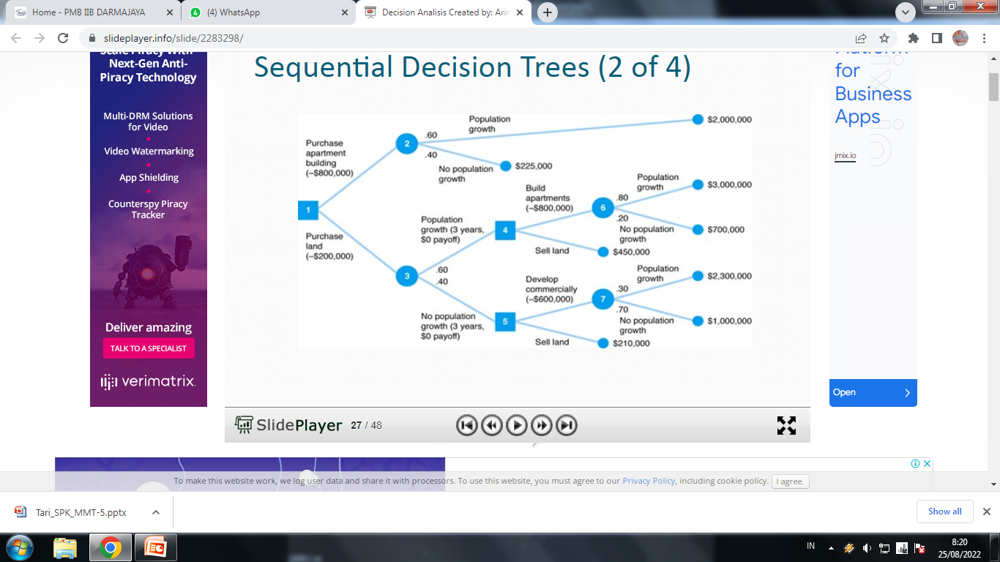 Home - PMB IIB DARMAJAYA
(4) WhatsApp
Decision Analisis Created by: Arin
slideplayer.info/slide/2283298/
Next-Gen Anti-
Piracy Technology
Multi-DRM Solutions
for Video
Video Watermarking
App Shielding
Counterspy Piracy
Tracker
Deliver amazing
TALK TO A SPECIALIST
verimatrix
Sequential Decision Trees (2 of 4)
Population
growth
$2,000,000
.60
2
.40
Purchase
apartment
building
(–$800,000)
No population
growth
$225,000
1
Build
apartments
(–$800,000)
Population
growth
$3,000,000
.80
6
.20
No population
growth
$700,000
Population
growth (3 years,
$0 payoff)
4
Sell land
$450,000
Purchase
land
(–$200,000)
3
.60
.40
Develop
commercially
(–$600,000)
Population
growth
$2,300,000
.30
7
.70
No population
growth
$1,000,000
No population
growth (3 years,
$0 payoff)
5
Sell land
$210,000
for
Business
Apps
jmix.io
Open
SlidePlayer
27 / 48
To make this website work, we log user data and share it with processors. To use this website, you must agree to our Privacy Policy, including cookie policy.
I agree.
Tari_SPK_MMT-5.pptx
Show all
IN
8:20
25/08/2022